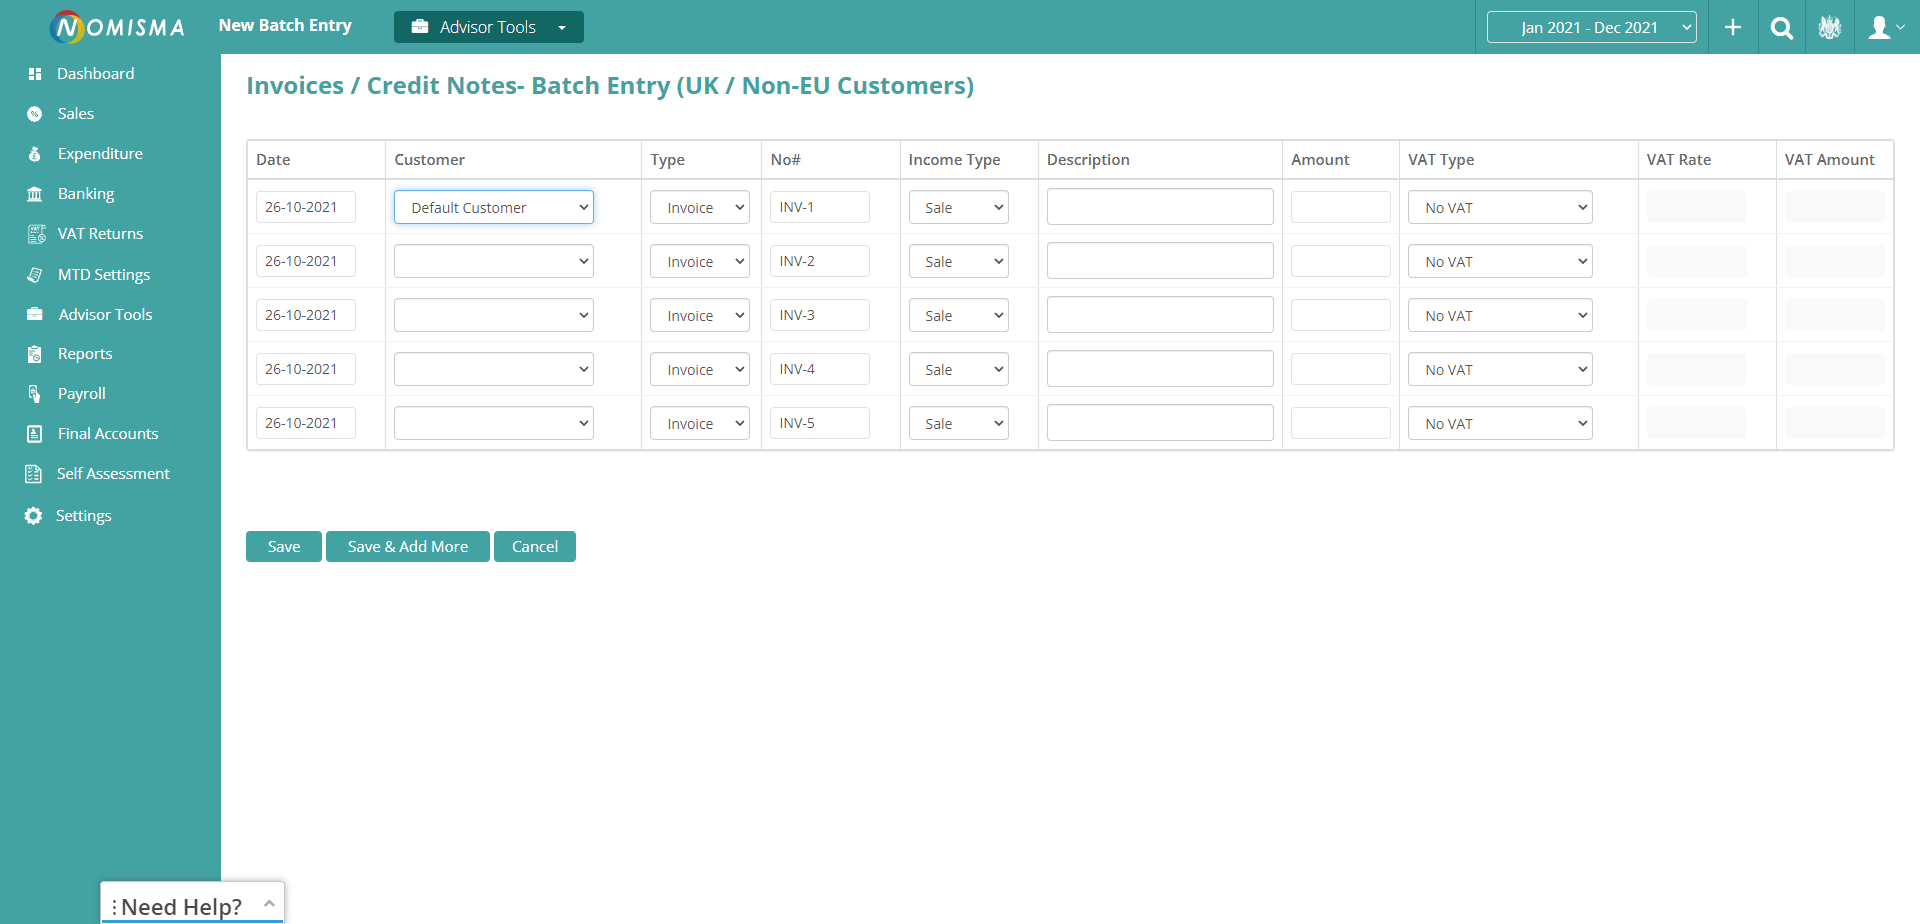 NOMISMA New Batch Entry Advisor Tools Jan 2021 - Dec 2021
Dashboard
Sales
Expenditure
Banking
VAT Returns
MTD Settings
Advisor Tools
Reports
Payroll
Final Accounts
Self Assessment
Settings
Invoices / Credit Notes- Batch Entry (UK / Non-EU Customers)
Date Customer Type No# Income Type Description Amount VAT Type VAT Rate VAT Amount
26-10-2021 Default Customer Invoice INV-1 Sale No VAT
26-10-2021 Invoice INV-2 Sale No VAT
26-10-2021 Invoice INV-3 Sale No VAT
26-10-2021 Invoice INV-4 Sale No VAT
26-10-2021 Invoice INV-5 Sale No VAT
Save Save & Add More Cancel
Need Help?